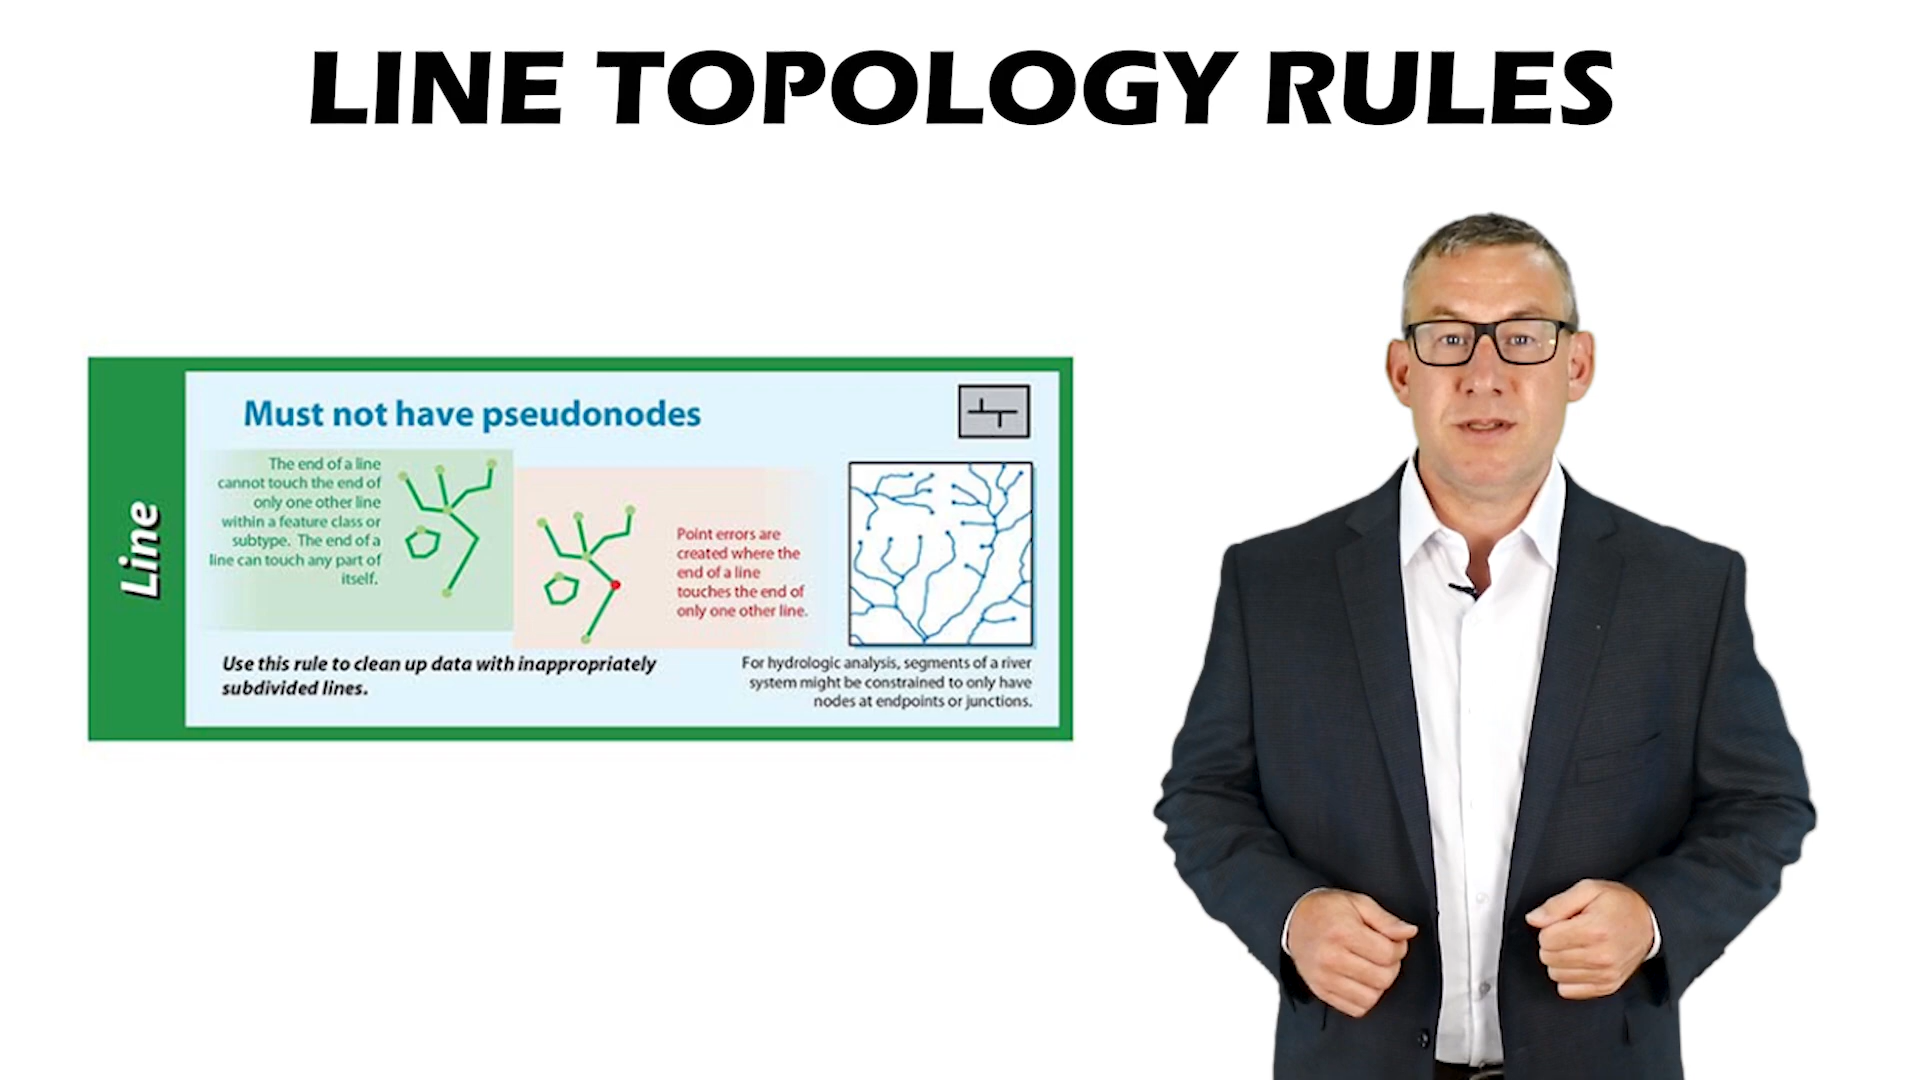 LINE TOPOLOGY RULES
Line
Must not have pseudonodes
The end of a line
cannot touch the end of
only one other line
within a feature class or
subtype. The end of a
line can touch any part of
itself.
Point errors are
created where the
end of a line
touches the end of
only one other line.
Use this rule to clean up data with inappropriately
subdivided lines.
For hydrologic analysis, segments of a river
system might be constrained to only have
nodes at endpoints or junctions.